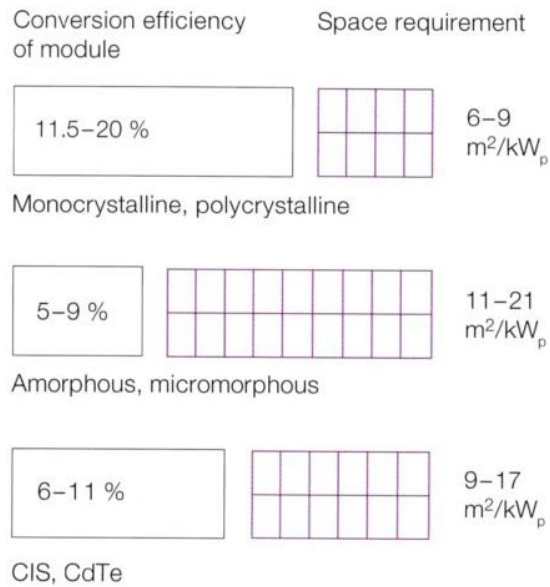 Conversion efficiency
of module
Space requirement
11.5–20 %
6–9
m²/kWₚ
Monocrystalline, polycrystalline
5–9 %
11–21
m²/kWₚ
Amorphous, micromorphous
6–11 %
9–17
m²/kWₚ
CIS, CdTe